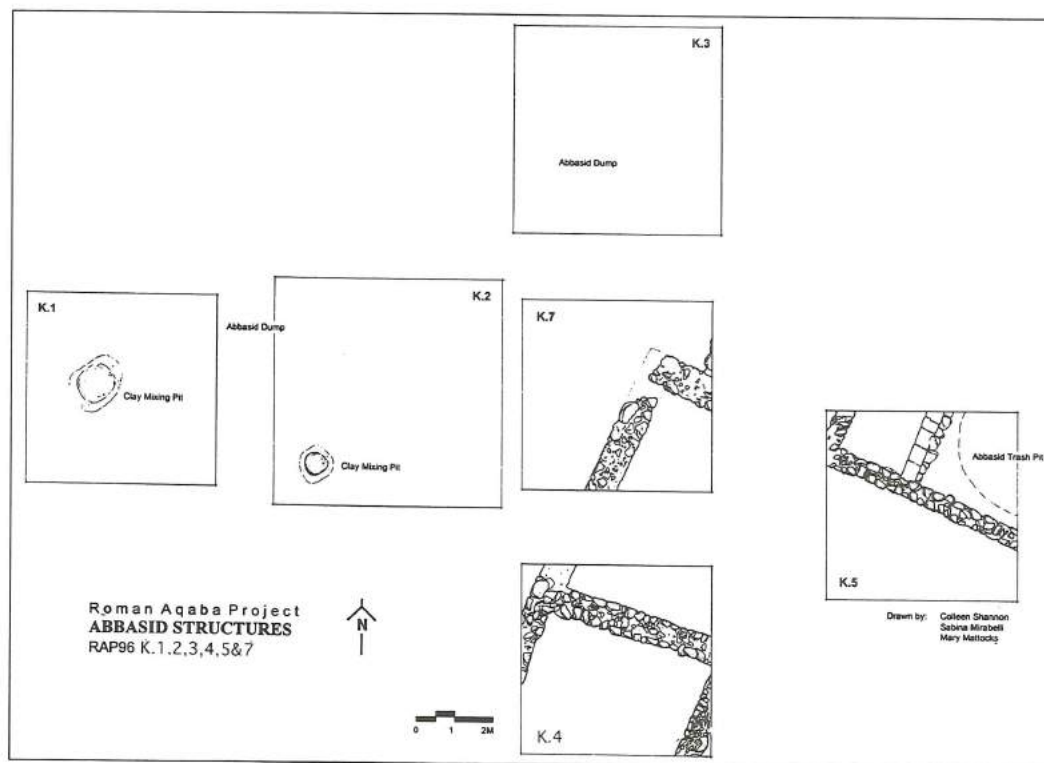 K.3
Abbasid Dump
K.1
Abbasid Dump
K.2
K.7
Clay Mixing Pit
Clay Mixing Pit
Abbasid Trash Pit
K.5
Roman Aqaba Project
ABBASID STRUCTURES
RAP96 K.1,2,3,4,5&7
N
0 1 2M
K.4
Drawn by: Colleen Shannon
Sabina Mirabelli
Mary Mattocks